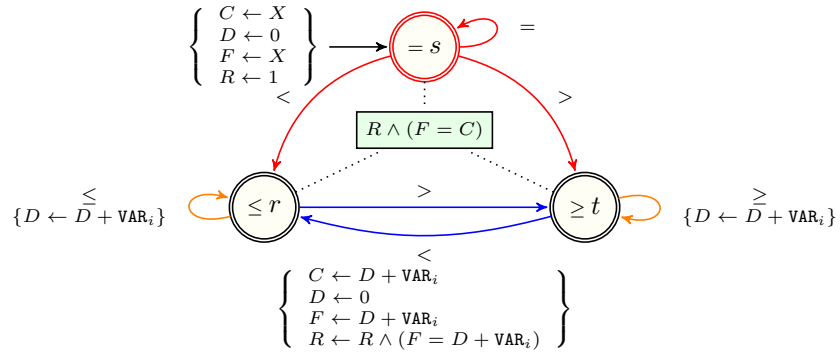 C ← X
D ← 0
F ← X
R ← 1
= s
=
<
>
R ∧ (F = C)
≤
{D ← D + VAR_i}
≤ r
>
≥ t
≥
{D ← D + VAR_i}
<
C ← D + VAR_i
D ← 0
F ← D + VAR_i
R ← R ∧ (F = D + VAR_i)